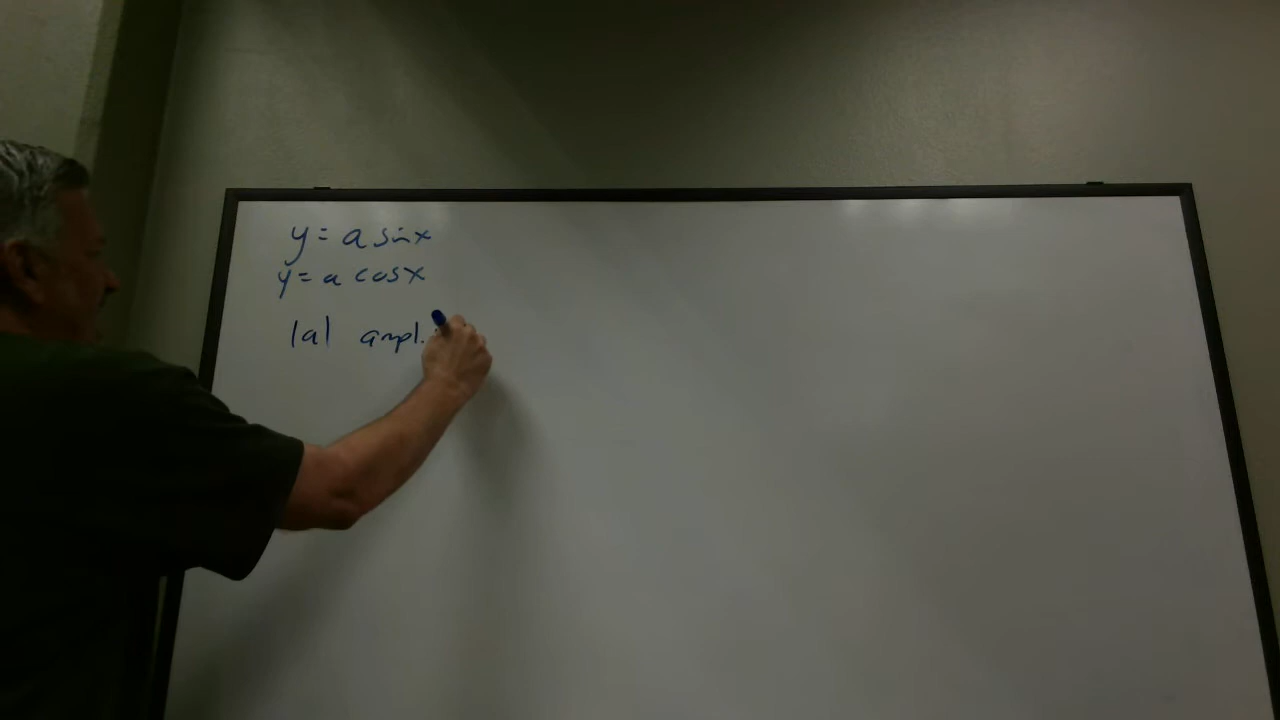 y = a sin x
y = a cos x
|a| ampl.